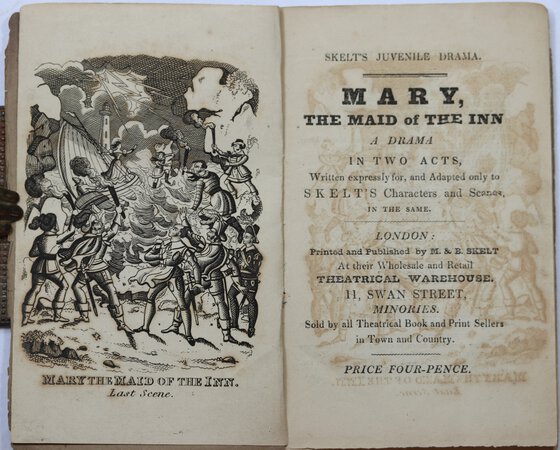 MARY THE MAID OF THE INN.
Last Scene.
SKELT'S JUVENILE DRAMA.
MARY,
THE MAID of THE INN
A DRAMA
IN TWO ACTS,
Written expressly for, and Adapted only to
SKELT'S Characters and Scenes,
IN THE SAME.
LONDON:
Printed and Published by M. & B. SKELT
At their Wholesale and Retail
THEATRICAL WAREHOUSE.
11, SWAN STREET,
MINORIES.
Sold by all Theatrical Book and Print Sellers
in Town and Country.
PRICE FOUR-PENCE.